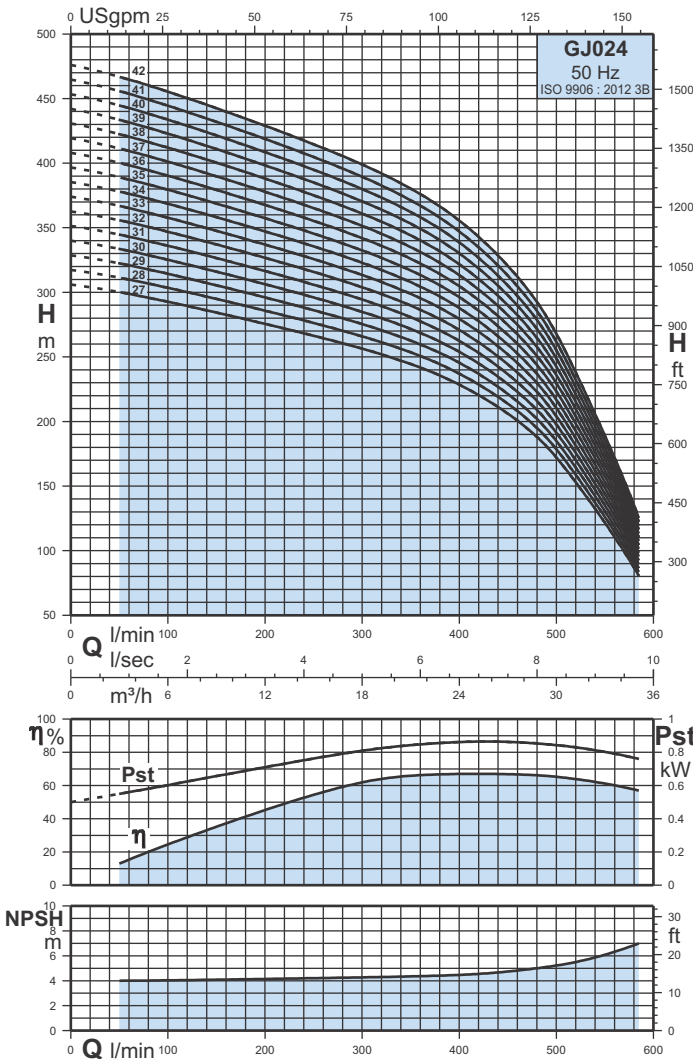 0 USgpm 25 50 75 100 125 150
500
450
400
350
300
250
200
150
100
50
H
m
GJ024
50 Hz
ISO 9906 : 2012 3B
1500
1350
1200
1050
900
750
600
450
300
H
ft
42
41
40
39
38
37
36
35
34
33
32
31
30
29
28
27
0 100 200 300 400 500 600
Q l/min
0 l/sec 2 4 6 8 10
0 m³/h 6 12 18 24 30 36
η%
100
80
60
40
20
0
Pst
η
1
0.8
0.6
0.4
0.2
0
Pst
kW
NPSH
m
10
8
6
4
2
0
30
20
10
0
ft
0 Q l/min 100 200 300 400 500 600